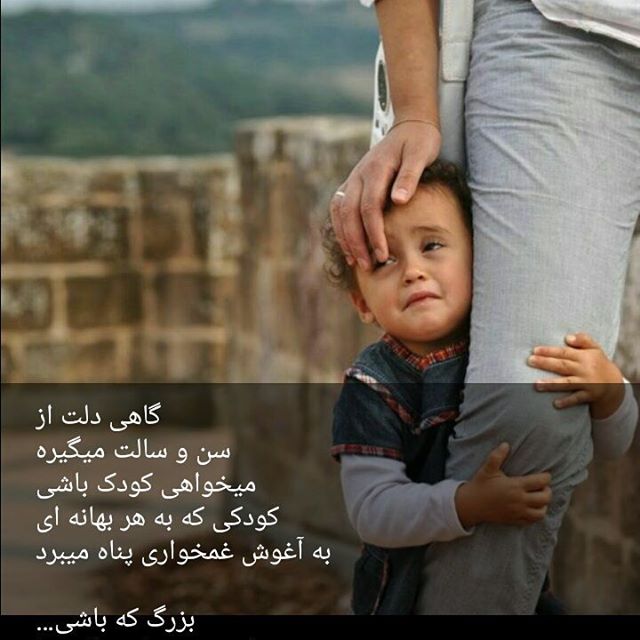 گاهی دلت از
سن و سالت میگیره
میخواهی کودک باشی
کودکی که به هر بهانه ای
به آغوش غمخواری پناه میبرد
بزرگ که باشی...